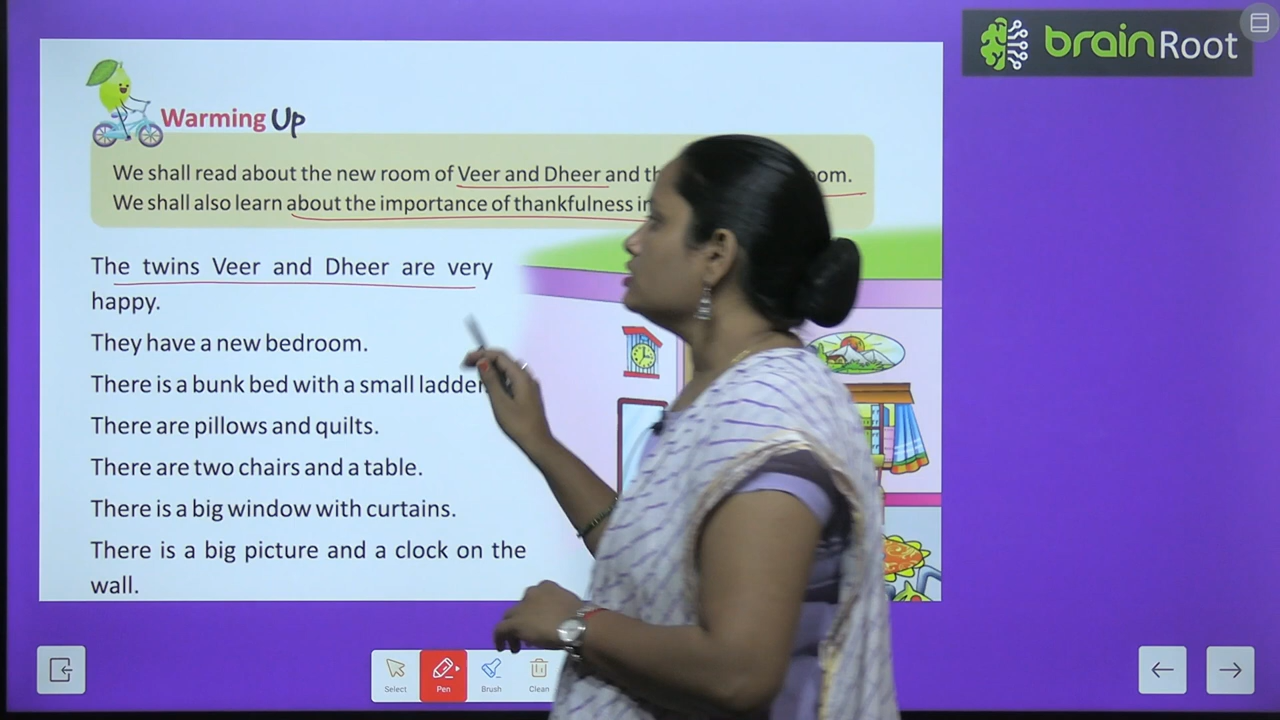 brainRoot
Warming Up
We shall read about the new room of Veer and Dheer and
We shall also learn about the importance of thankfulness
The twins Veer and Dheer are very
happy.
They have a new bedroom.
There is a bunk bed with a small ladder
There are pillows and quilts.
There are two chairs and a table.
There is a big window with curtains.
There is a big picture and a clock on the
wall.
Select Pen Brush Clean